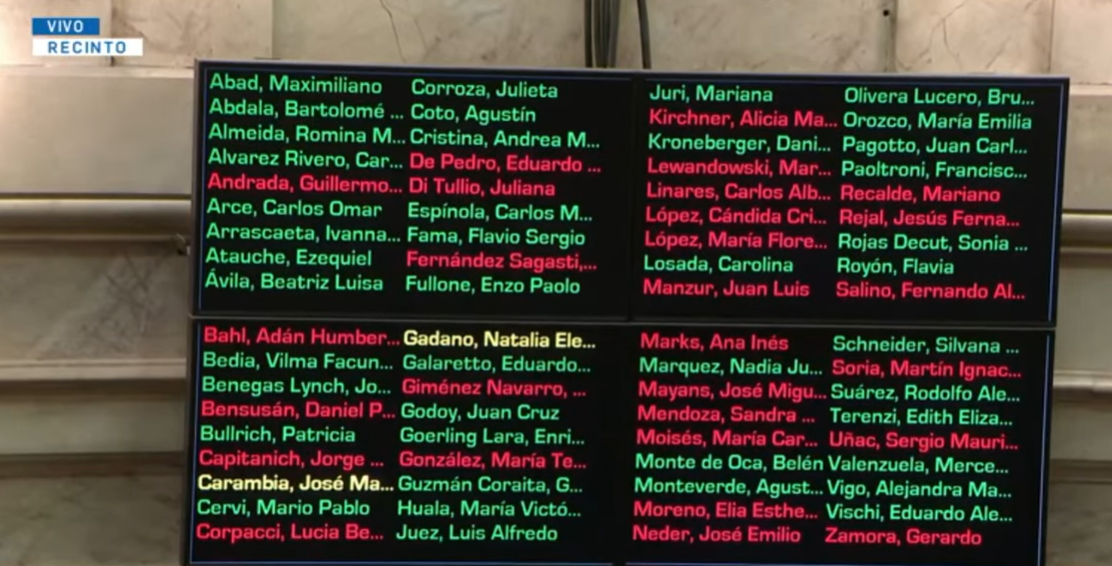 VIVO
RECINTO
Abad, Maximiliano
Abdala, Bartolomé ...
Almeida, Romina M...
Alvarez Rivero, Car...
Andrada, Guillermo...
Arce, Carlos Omar
Arrascaeta, Ivanna...
Atauche, Ezequiel
Ávila, Beatriz Luisa
Bahl, Adán Humber...
Bedia, Vilma Facun...
Benegas Lynch, Jo...
Bensusán, Daniel P...
Bullrich, Patricia
Capitanich, Jorge ...
Carambia, José Ma...
Cervi, Mario Pablo
Corpacci, Lucia Be...
Corroza, Julieta
Coto, Agustín
Cristina, Andrea M...
De Pedro, Eduardo ...
Di Tullio, Juliana
Espínola, Carlos M...
Fama, Flavio Sergio
Fernández Sagasti,...
Fullone, Enzo Paolo
Gadano, Natalia Ele...
Galaretto, Eduardo...
Giménez Navarro, ...
Godoy, Juan Cruz
Goerling Lara, Enri...
González, María Te...
Guzmán Coraita, G...
Huala, María Victó...
Juez, Luis Alfredo
Juri, Mariana
Kirchner, Alicia Ma...
Kroneberger, Dani...
Lewandowski, Mar...
Linares, Carlos Alb...
López, Cándida Cri...
López, María Flore...
Losada, Carolina
Manzur, Juan Luis
Marks, Ana Inés
Marquez, Nadia Ju...
Mayans, José Migu...
Mendoza, Sandra ...
Moisés, María Car...
Monte de Oca, Belén
Monteverde, Agust...
Moreno, Elia Esthe...
Neder, José Emilio
Olivera Lucero, Bru...
Orozco, María Emilia
Pagotto, Juan Carl...
Paoltroni, Francisc...
Recalde, Mariano
Rejal, Jesús Ferna...
Rojas Decut, Sonia ...
Royón, Flavia
Salino, Fernando Al...
Schneider, Silvana ...
Soria, Martín Ignac...
Suárez, Rodolfo Ale...
Terenzi, Edith Eliza...
Uñac, Sergio Mauri...
Valenzuela, Merce...
Vigo, Alejandra Ma...
Vischi, Eduardo Ale...
Zamora, Gerardo